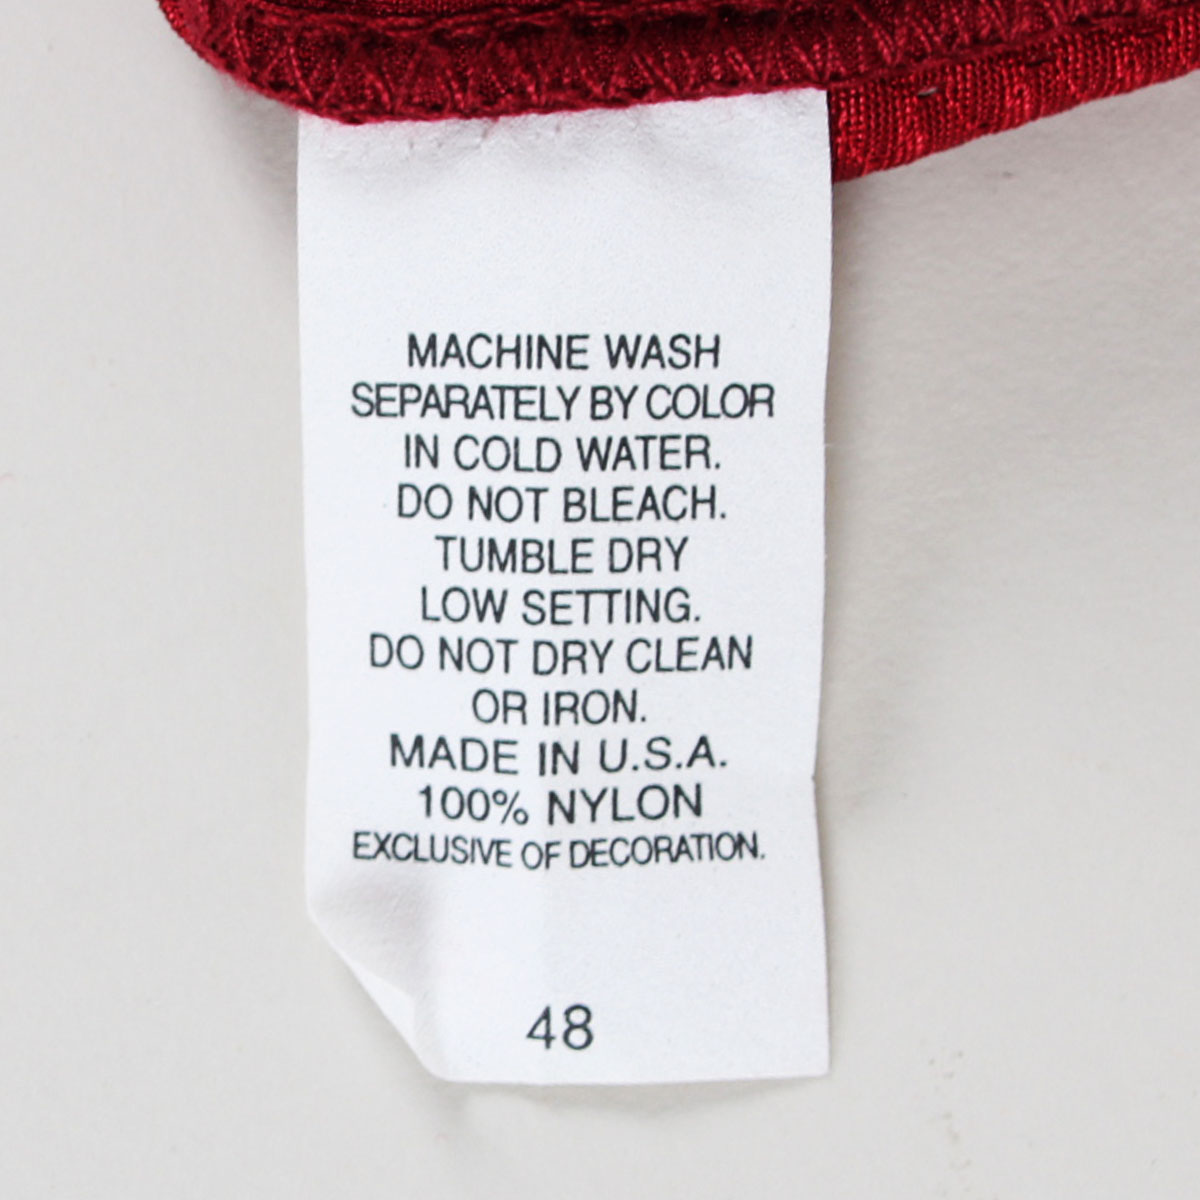 MACHINE WASH
SEPARATELY BY COLOR
IN COLD WATER.
DO NOT BLEACH.
TUMBLE DRY
LOW SETTING.
DO NOT DRY CLEAN
OR IRON.
MADE IN U.S.A.
100% NYLON
EXCLUSIVE OF DECORATION.
48